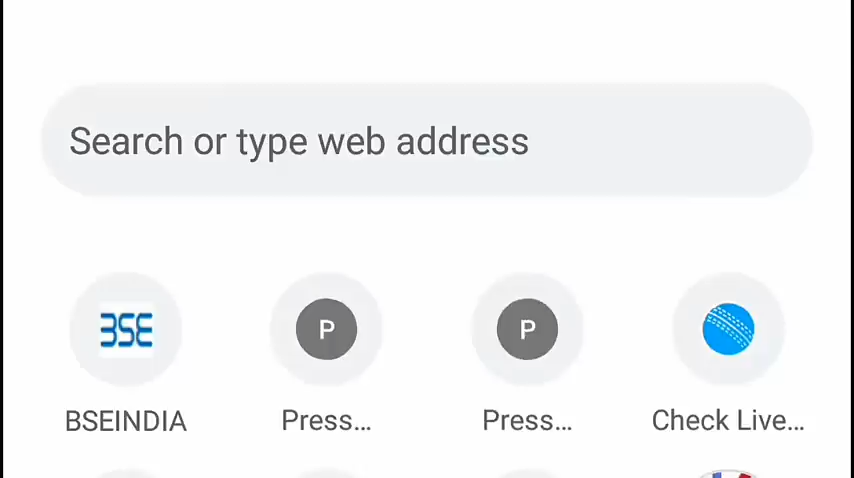 Search or type web address
BSE P P
BSEINDIA Press... Press... Check Live...